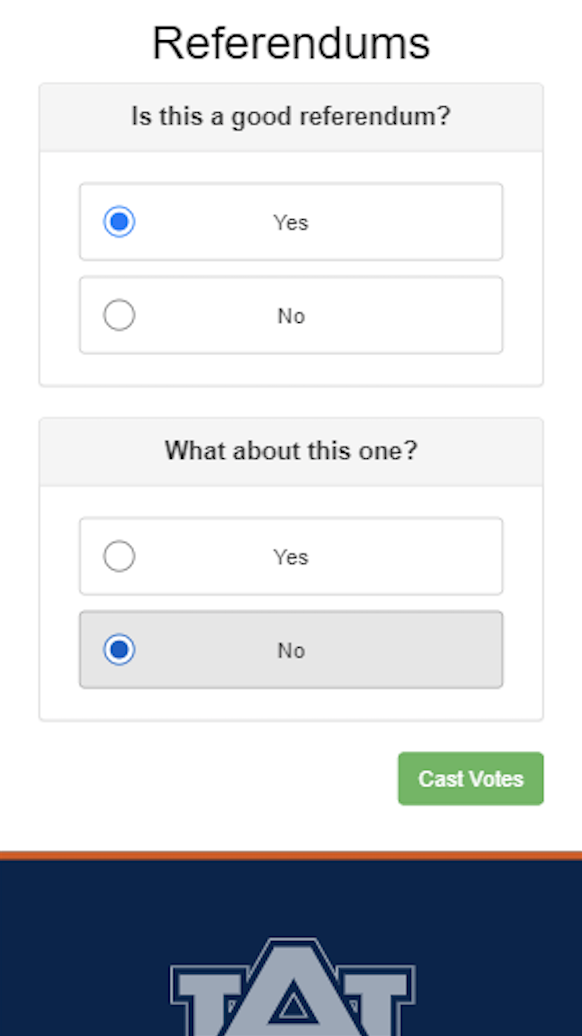 Referendums
Is this a good referendum?
Yes
No
What about this one?
Yes
No
Cast Votes